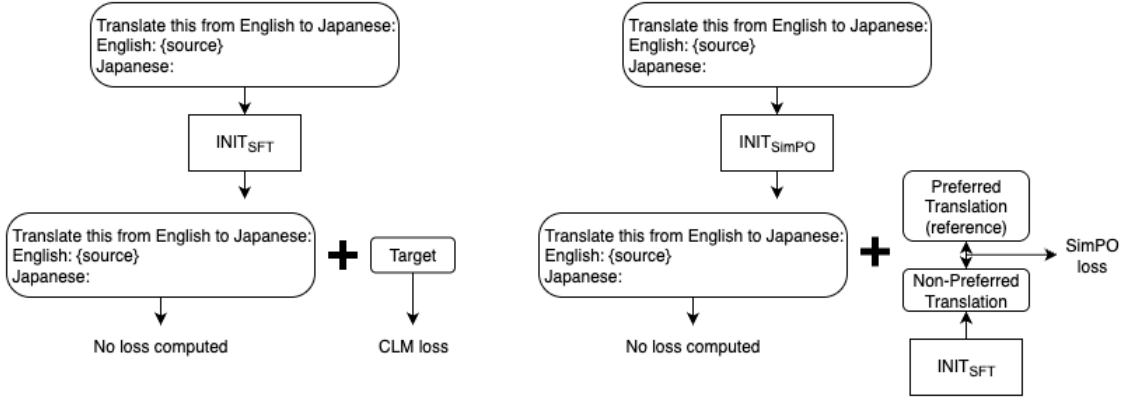 Translate this from English to Japanese:
English: {source}
Japanese:
INIT_SFT
Translate this from English to Japanese:
English: {source}
Japanese:
+
Target
No loss computed
CLM loss
Translate this from English to Japanese:
English: {source}
Japanese:
INIT_SimPO
Translate this from English to Japanese:
English: {source}
Japanese:
+
Preferred
Translation
(reference)
SimPO
loss
Non-Preferred
Translation
No loss computed
INIT_SFT